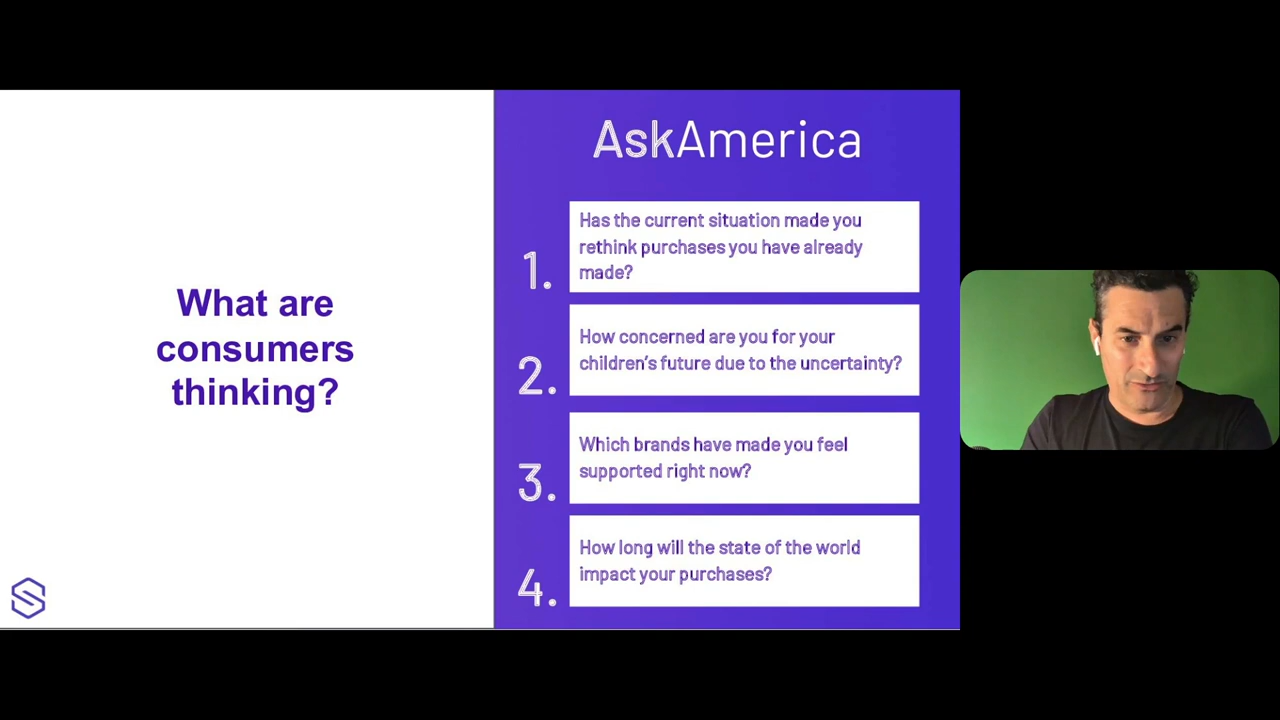 What are
consumers
thinking?
AskAmerica
1.
Has the current situation made you
rethink purchases you have already
made?
2.
How concerned are you for your
children's future due to the uncertainty?
3.
Which brands have made you feel
supported right now?
4.
How long will the state of the world
impact your purchases?